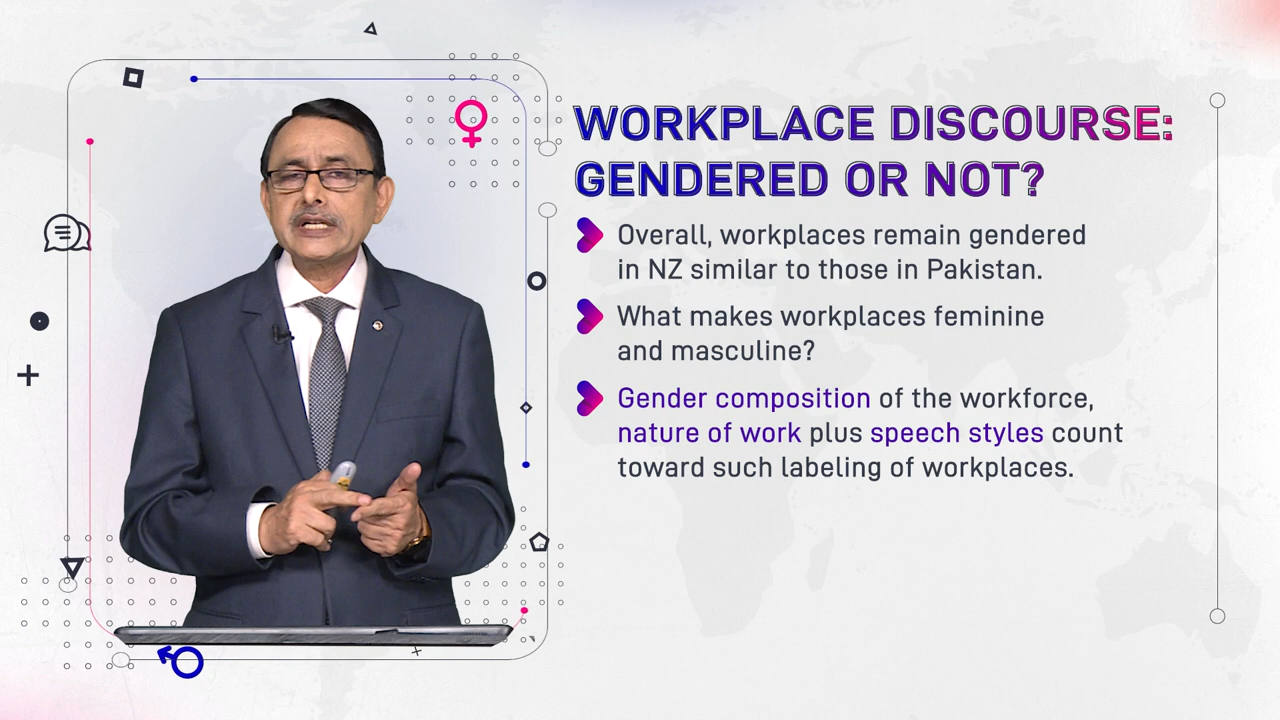 WORKPLACE DISCOURSE:
GENDERED OR NOT?
Overall, workplaces remain gendered
in NZ similar to those in Pakistan.
What makes workplaces feminine
and masculine?
Gender composition of the workforce,
nature of work plus speech styles count
toward such labeling of workplaces.